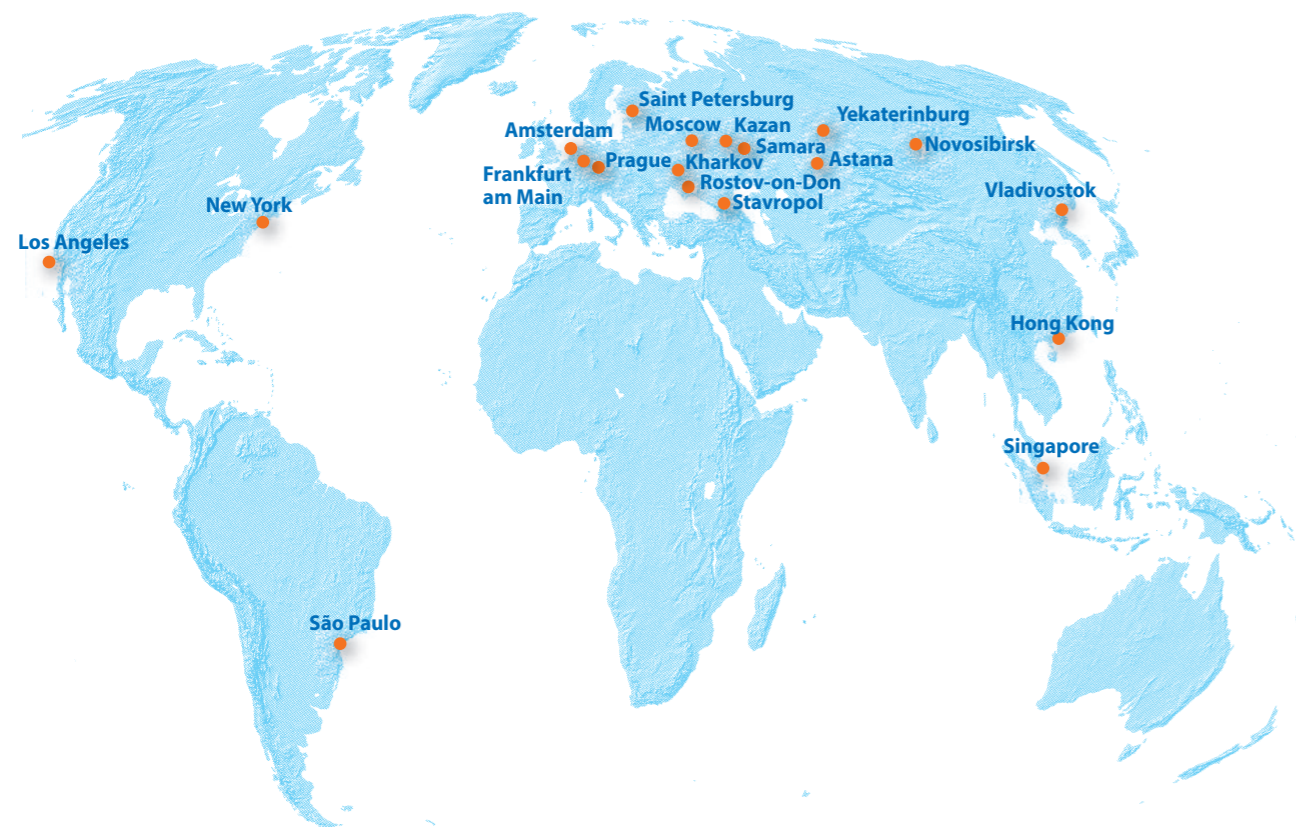 Saint Petersburg
Yekaterinburg
Moscow
Kazan
Amsterdam
Novosibirsk
Samara
Prague
Kharkov
Astana
Frankfurt
am Main
Rostov-on-Don
Vladivostok
Stavropol
New York
Los Angeles
Hong Kong
Singapore
São Paulo